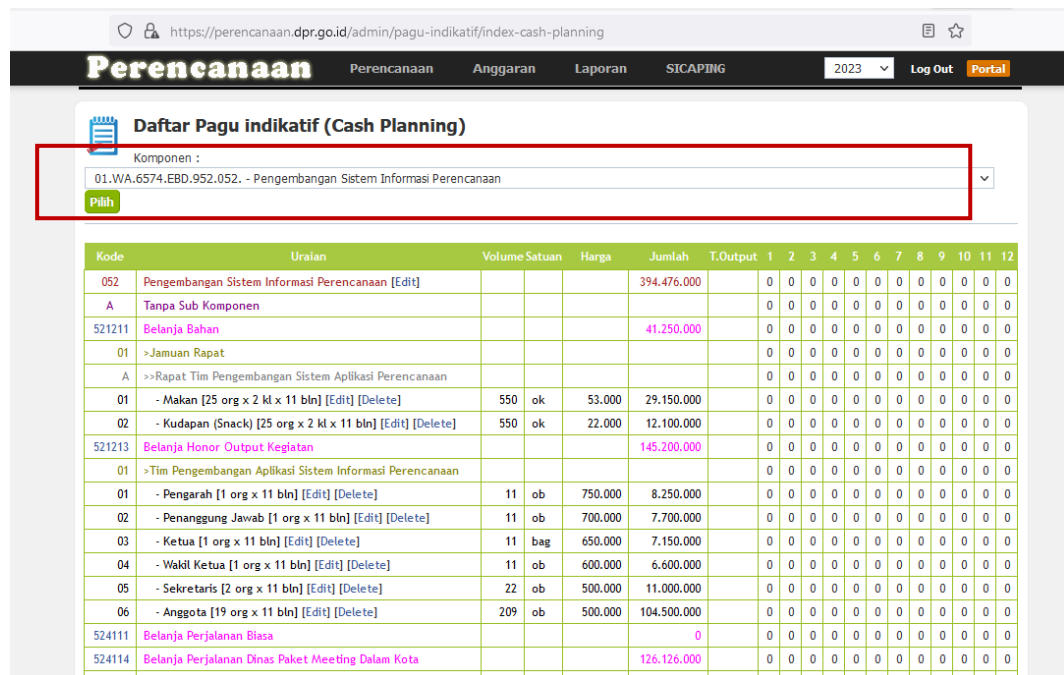 https://perencanaan.dpr.go.id/admin/pagu-indikatif/index-cash-planning
Perencanaan Perencanaan Anggaran Laporan SICAPING 2023 Log Out Portal
Daftar Pagu indikatif (Cash Planning)
Komponen :
01.WA.6574.EBD.952.052. - Pengembangan Sistem Informasi Perencanaan
Pilih
Kode Uraian Volume Satuan Harga Jumlah T.Output 1 2 3 4 5 6 7 8 9 10 11 12
052 Pengembangan Sistem Informasi Perencanaan [Edit] 394.476.000 0 0 0 0 0 0 0 0 0 0 0 0
A Tanpa Sub Komponen 0 0 0 0 0 0 0 0 0 0 0 0
521211 Belanja Bahan 41.250.000 0 0 0 0 0 0 0 0 0 0 0 0
01 >Jamuan Rapat 0 0 0 0 0 0 0 0 0 0 0 0
A >>Rapat Tim Pengembangan Sistem Aplikasi Perencanaan 0 0 0 0 0 0 0 0 0 0 0 0
01 - Makan [25 org x 2 kl x 11 bln] [Edit] [Delete] 550 ok 53.000 29.150.000 0 0 0 0 0 0 0 0 0 0 0 0
02 - Kudapan (Snack) [25 org x 2 kl x 11 bln] [Edit] [Delete] 550 ok 22.000 12.100.000 0 0 0 0 0 0 0 0 0 0 0 0
521213 Belanja Honor Output Kegiatan 145.200.000 0 0 0 0 0 0 0 0 0 0 0 0
01 >Tim Pengembangan Aplikasi Sistem Informasi Perencanaan 0 0 0 0 0 0 0 0 0 0 0 0
01 - Pengarah [1 org x 11 bln] [Edit] [Delete] 11 ob 750.000 8.250.000 0 0 0 0 0 0 0 0 0 0 0 0
02 - Penanggung Jawab [1 org x 11 bln] [Edit] [Delete] 11 ob 700.000 7.700.000 0 0 0 0 0 0 0 0 0 0 0 0
03 - Ketua [1 org x 11 bln] [Edit] [Delete] 11 bag 650.000 7.150.000 0 0 0 0 0 0 0 0 0 0 0 0
04 - Wakil Ketua [1 org x 11 bln] [Edit] [Delete] 11 ob 600.000 6.600.000 0 0 0 0 0 0 0 0 0 0 0 0
05 - Sekretaris [2 org x 11 bln] [Edit] [Delete] 22 ob 500.000 11.000.000 0 0 0 0 0 0 0 0 0 0 0 0
06 - Anggota [19 org x 11 bln] [Edit] [Delete] 209 ob 500.000 104.500.000 0 0 0 0 0 0 0 0 0 0 0 0
524111 Belanja Perjalanan Biasa 0 0 0 0 0 0 0 0 0 0 0 0 0
524114 Belanja Perjalanan Dinas Paket Meeting Dalam Kota 126.126.000 0 0 0 0 0 0 0 0 0 0 0 0